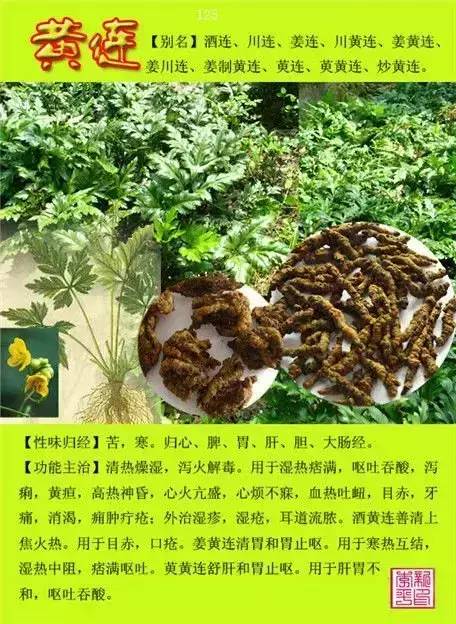 125
黄连
【别名】酒连、川连、姜连、川黄连、姜黄连、
姜川连、姜制黄连、萸连、萸黄连、炒黄连。
【性味归经】苦，寒。归心、脾、胃、肝、胆、大肠经。
【功能主治】清热燥湿，泻火解毒。用于湿热痞满，呕吐吞酸，泻
痢，黄疸，高热神昏，心火亢盛，心烦不寐，血热吐衄，目赤，牙
痛，消渴，痈肿疔疮；外治湿疹，湿疮，耳道流脓。酒黄连善清上
焦火热。用于目赤，口疮。姜黄连清胃和胃止呕。用于寒热互结，
湿热中阻，痞满呕吐。萸黄连舒肝和胃止呕。用于肝胃不
和，呕吐吞酸。